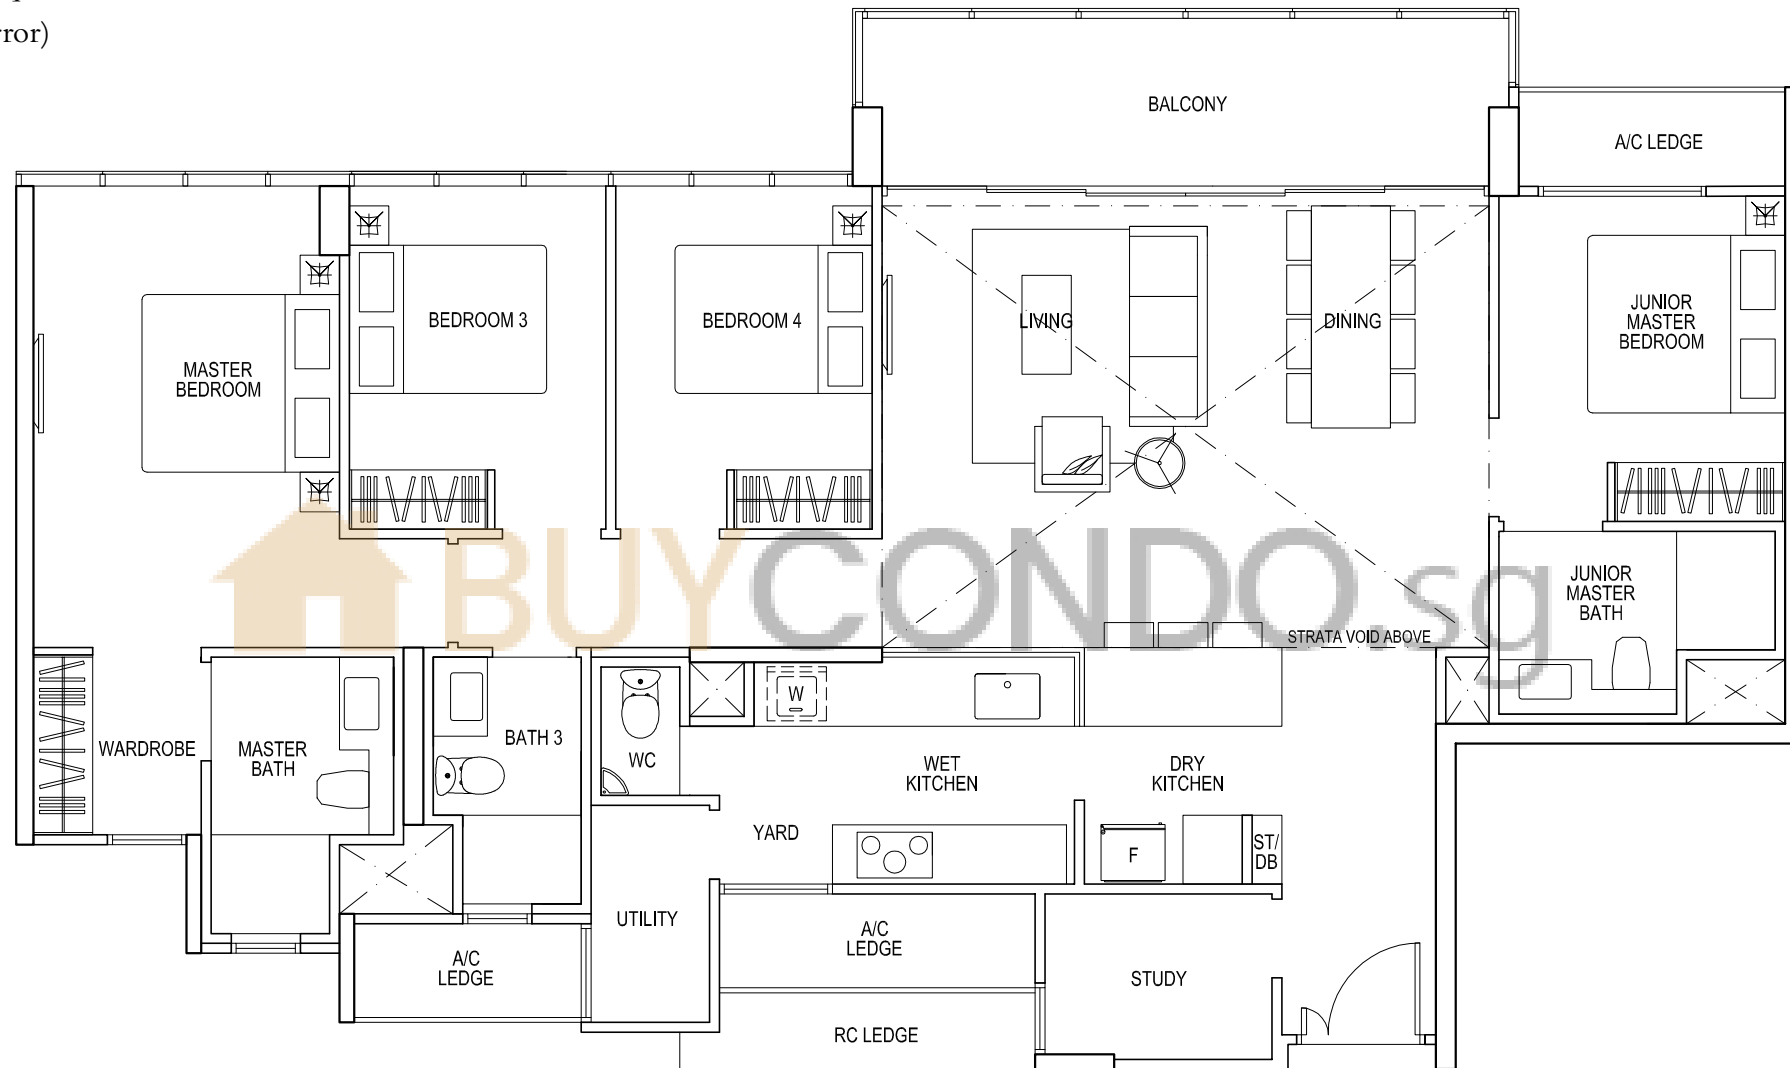 rror)
BALCONY
A/C LEDGE
BEDROOM 3
BEDROOM 4
LIVING
DINING
JUNIOR
MASTER
BEDROOM
MASTER
BEDROOM
BUYCONDO.sg
JUNIOR
MASTER
BATH
STRATA VOID ABOVE
W
WARDROBE
MASTER
BATH
BATH 3
WC
WET
KITCHEN
DRY
KITCHEN
YARD
F
ST/
DB
UTILITY
A/C
LEDGE
A/C
LEDGE
STUDY
RC LEDGE